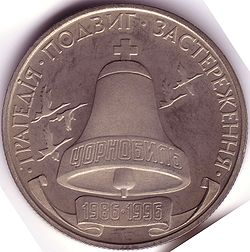 ТРАГЕДІЯ · ПОДВИГ · ЗАСТЕРЕЖЕННЯ
ЧОРНОБИЛЬ
1986·1996